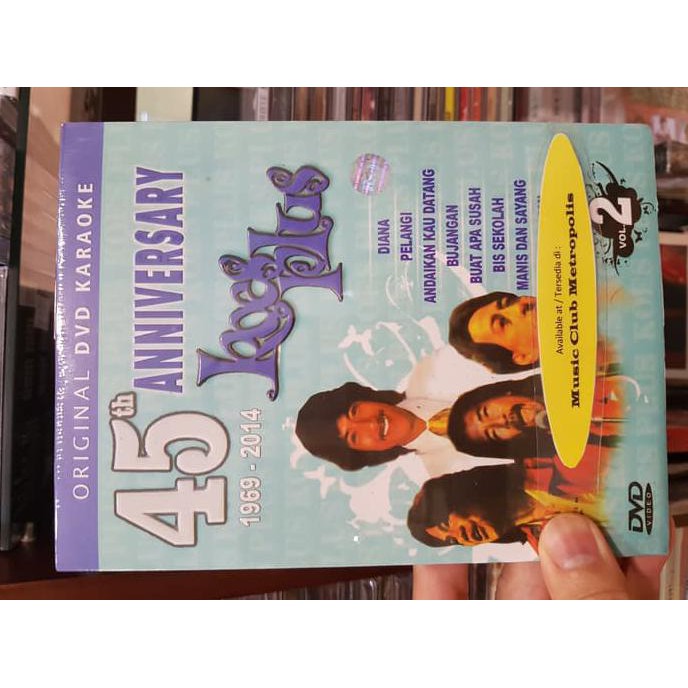 ORIGINAL DVD KARAOKE
45th ANNIVERSARY
1969 - 2014
koes
plus
DIANA
PELANGI
ANDAIKAN KAU DATANG
BUJANGAN
BUAT APA SUSAH
BIS SEKOLAH
MANIS DAN SAYANG
Available at / Tersedia di :
Music Club Metropolis
VOL. 2
DVD
VIDEO